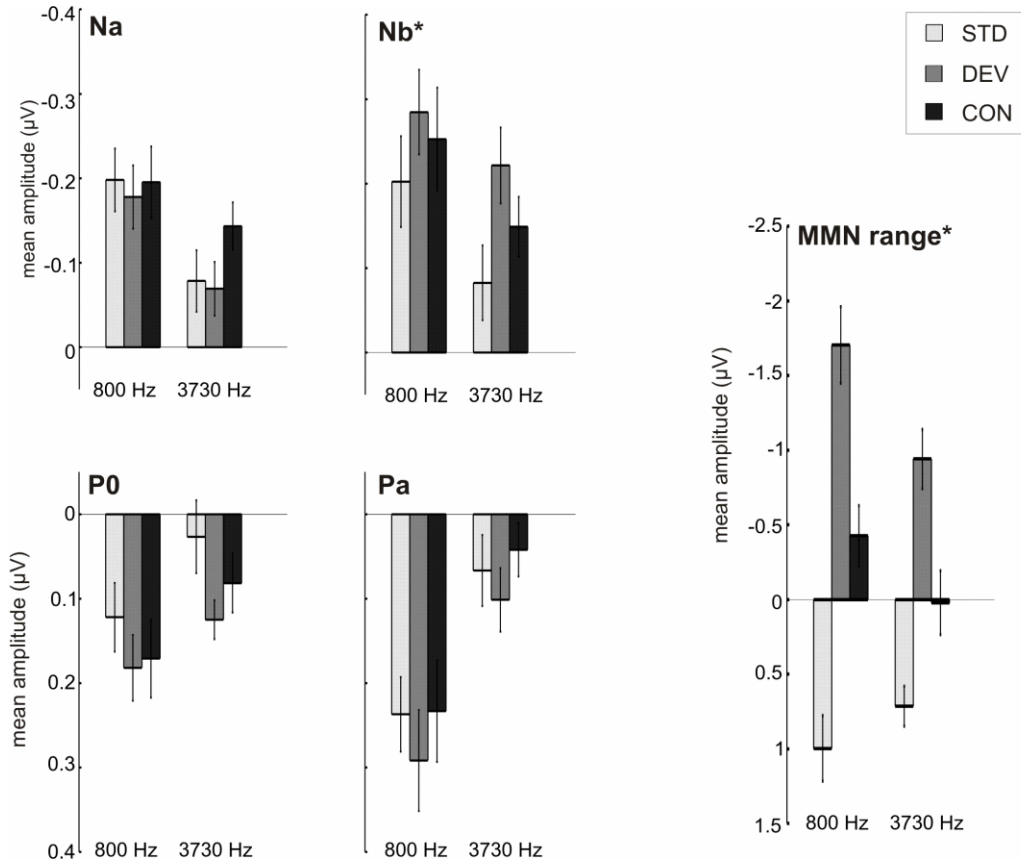 Na
mean amplitude (µV)
-0.4
-0.3
-0.2
-0.1
0
800 Hz 3730 Hz
Nb*
800 Hz 3730 Hz
STD
DEV
CON
P0
mean amplitude (µV)
0
0.1
0.2
0.3
0.4
800 Hz 3730 Hz
Pa
800 Hz 3730 Hz
MMN range*
mean amplitude (µV)
-2.5
-2
-1.5
-1
-0.5
0
0.5
1
1.5
800 Hz 3730 Hz